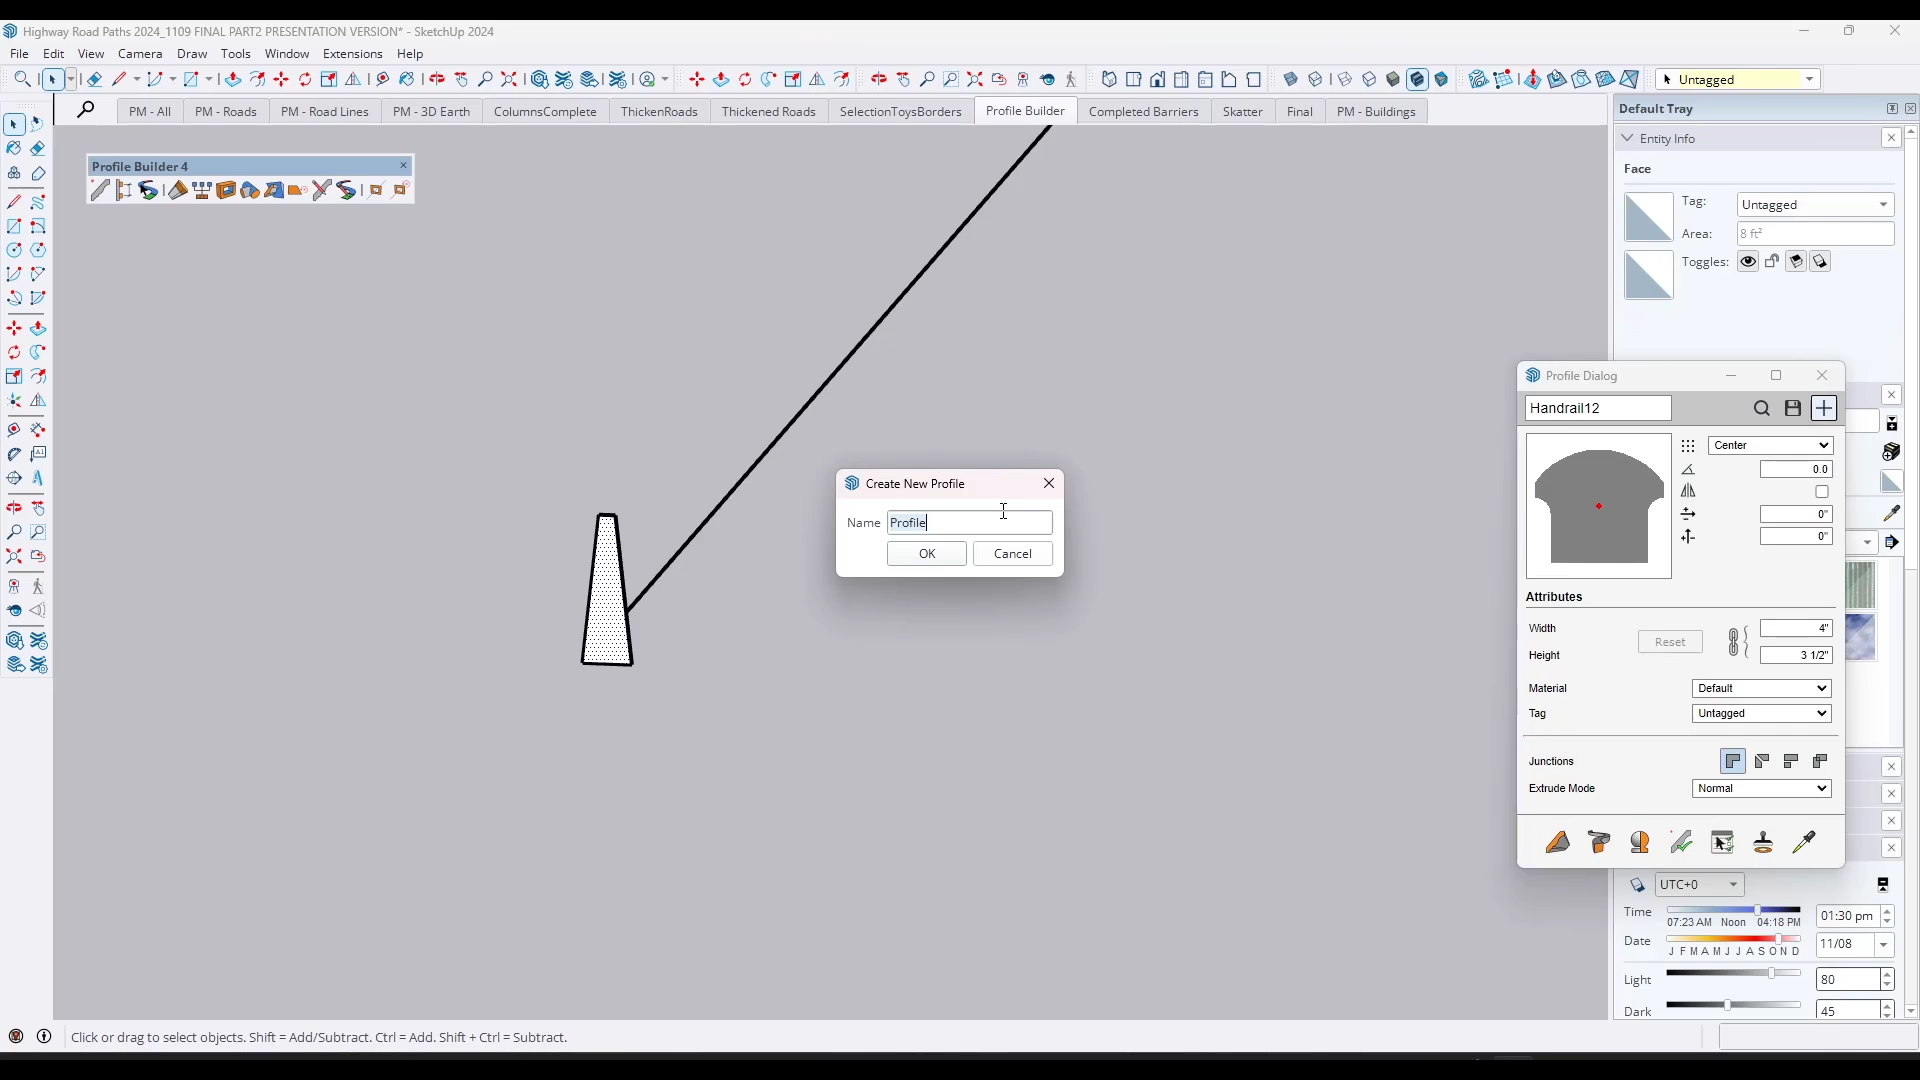 Highway Road Paths 2024_1109 FINAL PART2 PRESENTATION VERSION* - SketchUp 2024
File Edit View Camera Draw Tools Window Extensions Help
Untagged
PM - All PM - Roads PM - Road Lines PM - 3D Earth ColumnsComplete ThickenRoads Thickened Roads SelectionToysBorders Profile Builder Completed Barriers Skatter Final PM - Buildings
Default Tray
Entity Info
Face
Tag: Untagged
Area: 8 ft²
Toggles:
Profile Builder 4
Create New Profile
Name Profile
OK Cancel
Profile Dialog
Handrail12
Center
0.0
0"
0"
Attributes
Width 4"
Reset
Height 3 1/2"
Material Default
Tag Untagged
Junctions
Extrude Mode Normal
UTC+0
Time 01:30 pm
07:23 AM Noon 04:18 PM
Date 11/08
J F M A M J J A S O N D
Light 80
Dark 45
Click or drag to select objects. Shift = Add/Subtract. Ctrl = Add. Shift + Ctrl = Subtract.